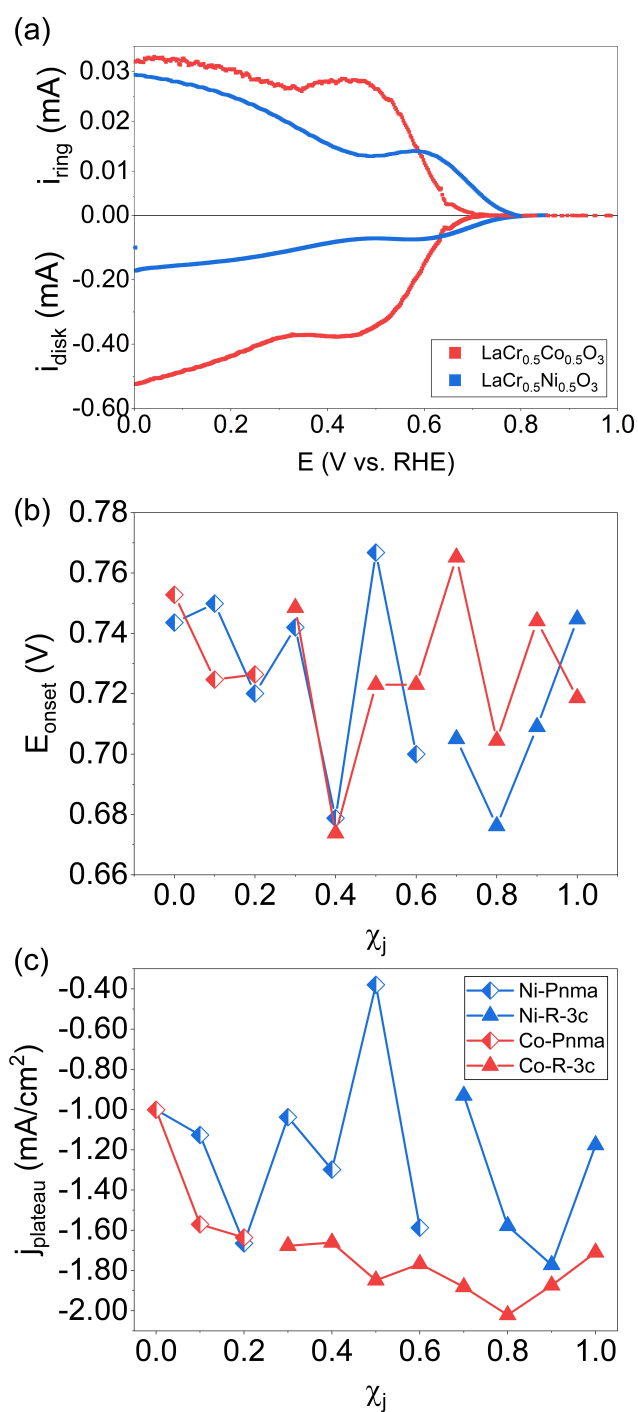 (a)
0.03
0.02
0.01
0.00
-0.20
-0.40
-0.60
i_ring (mA)
i_disk (mA)
LaCr0.5Co0.5O3
LaCr0.5Ni0.5O3
0.0 0.2 0.4 0.6 0.8 1.0
E (V vs. RHE)
(b)
0.78
0.76
0.74
0.72
0.70
0.68
0.66
E_onset (V)
0.0 0.2 0.4 0.6 0.8 1.0
χ_j
(c)
-0.40
-0.60
-0.80
-1.00
-1.20
-1.40
-1.60
-1.80
-2.00
j_plateau (mA/cm²)
Ni-Pnma
Ni-R-3c
Co-Pnma
Co-R-3c
0.0 0.2 0.4 0.6 0.8 1.0
χ_j